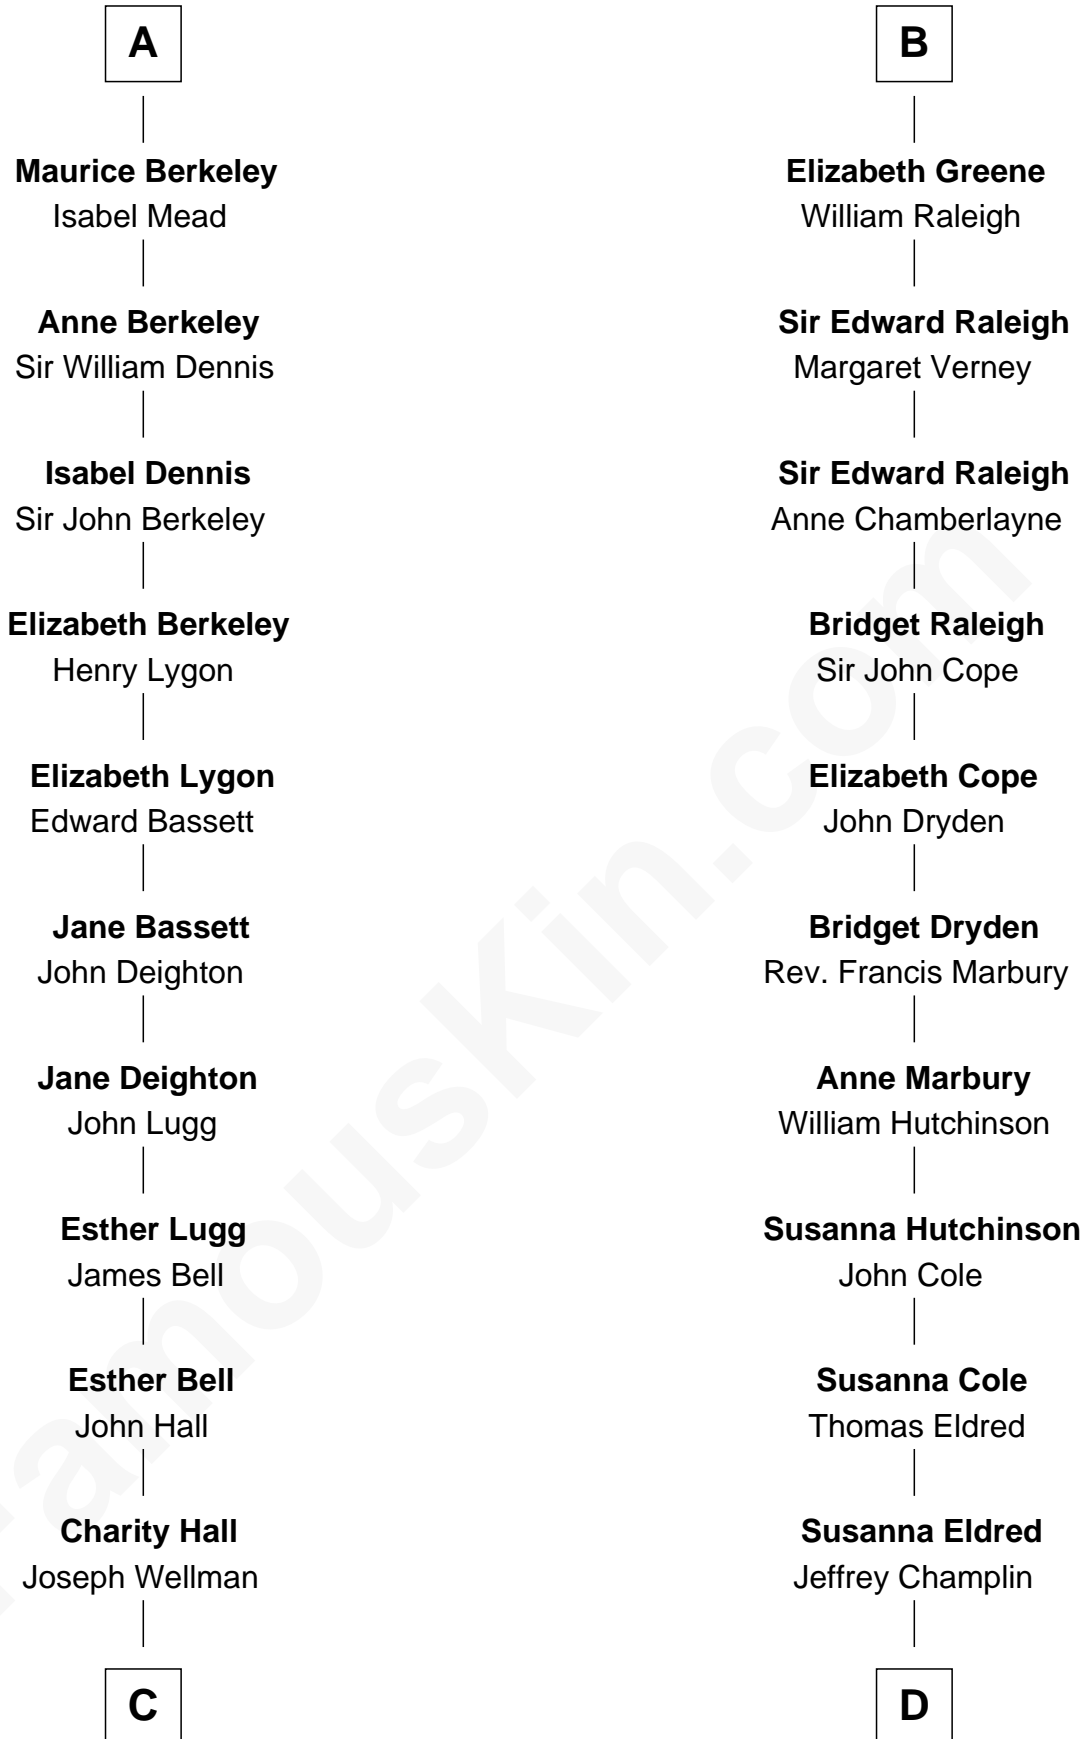 A
Maurice Berkeley
Isabel Mead
Anne Berkeley
Sir William Dennis
Isabel Dennis
Sir John Berkeley
Elizabeth Berkeley
Henry Lygon
Elizabeth Lygon
Edward Bassett
Jane Bassett
John Deighton
Jane Deighton
John Lugg
Esther Lugg
James Bell
Esther Bell
John Hall
Charity Hall
Joseph Wellman
C
B
Elizabeth Greene
William Raleigh
Sir Edward Raleigh
Margaret Verney
Sir Edward Raleigh
Anne Chamberlayne
Bridget Raleigh
Sir John Cope
Elizabeth Cope
John Dryden
Bridget Dryden
Rev. Francis Marbury
Anne Marbury
William Hutchinson
Susanna Hutchinson
John Cole
Susanna Cole
Thomas Eldred
Susanna Eldred
Jeffrey Champlin
D
FamousKin.com